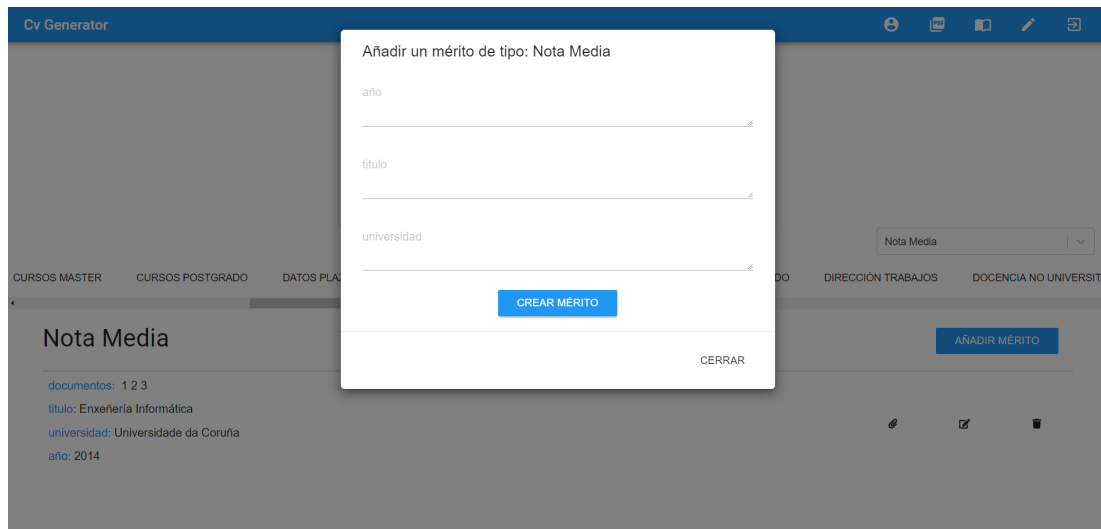 Cv Generator
PDF
Añadir un mérito de tipo: Nota Media
año
titulo
universidad
Nota Media
CURSOS MASTER CURSOS POSTGRADO DATOS PLA DO DIRECCIÓN TRABAJOS DOCENCIA NO UNIVERSIT
CREAR MÉRITO
Nota Media
AÑADIR MÉRITO
CERRAR
documentos: 1 2 3
titulo: Enxeñería Informática
universidad: Universidade da Coruña
año: 2014